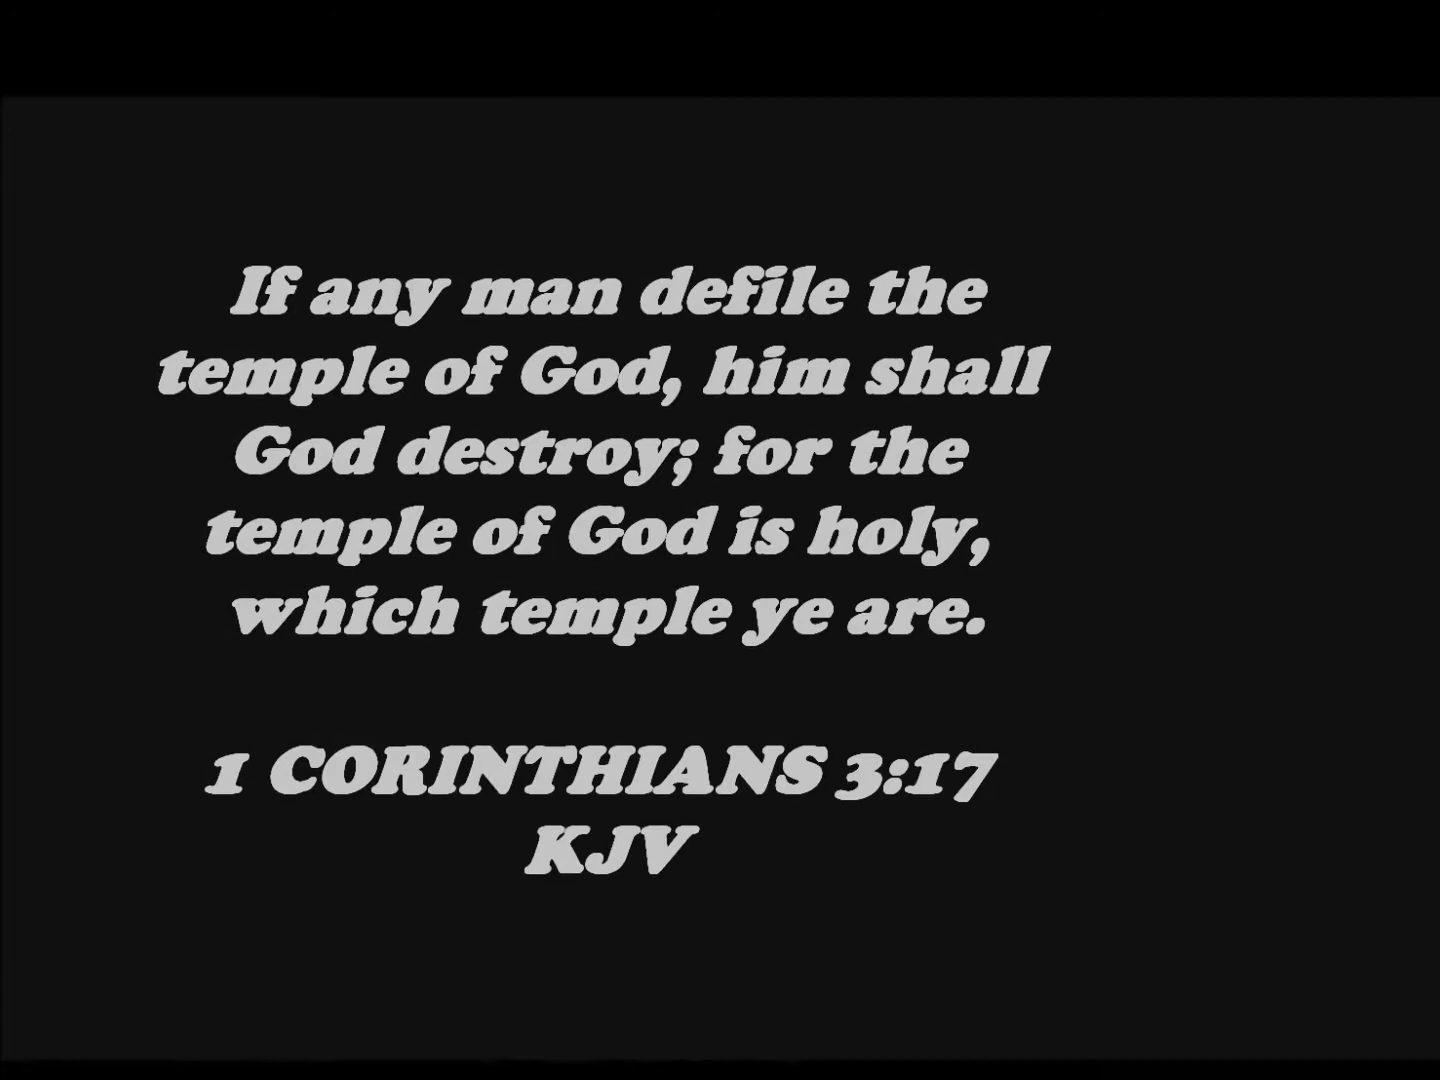 If any man defile the
temple of God, him shall
God destroy; for the
temple of God is holy,
which temple ye are.
1 CORINTHIANS 3:17
KJV